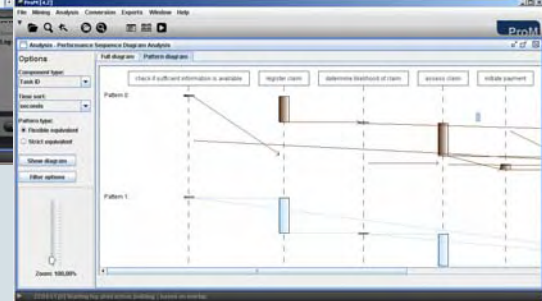 ProM [4.2]
File Mining Analysis Conversion Exports Window Help
ProM
Analysis - Performance Sequence Diagram Analysis
Options
Full diagram Pattern diagram
Component type:
Task ID
Time sort:
seconds
Pattern type:
Flexible equivalent
Strict equivalent
Show diagram
Filter options
Zoom: 100,00%
check if sufficient information is available register claim determine likelihood of claim assess claim initiate payment
Pattern 0:
Pattern 1: